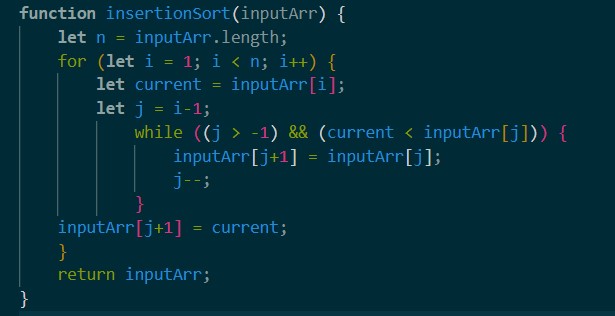 function insertionSort(inputArr) {
    let n = inputArr.length;
    for (let i = 1; i < n; i++) {
        let current = inputArr[i];
        let j = i-1;
            while ((j > -1) && (current < inputArr[j])) {
                inputArr[j+1] = inputArr[j];
                j--;
            }
    inputArr[j+1] = current;
    }
    return inputArr;
}